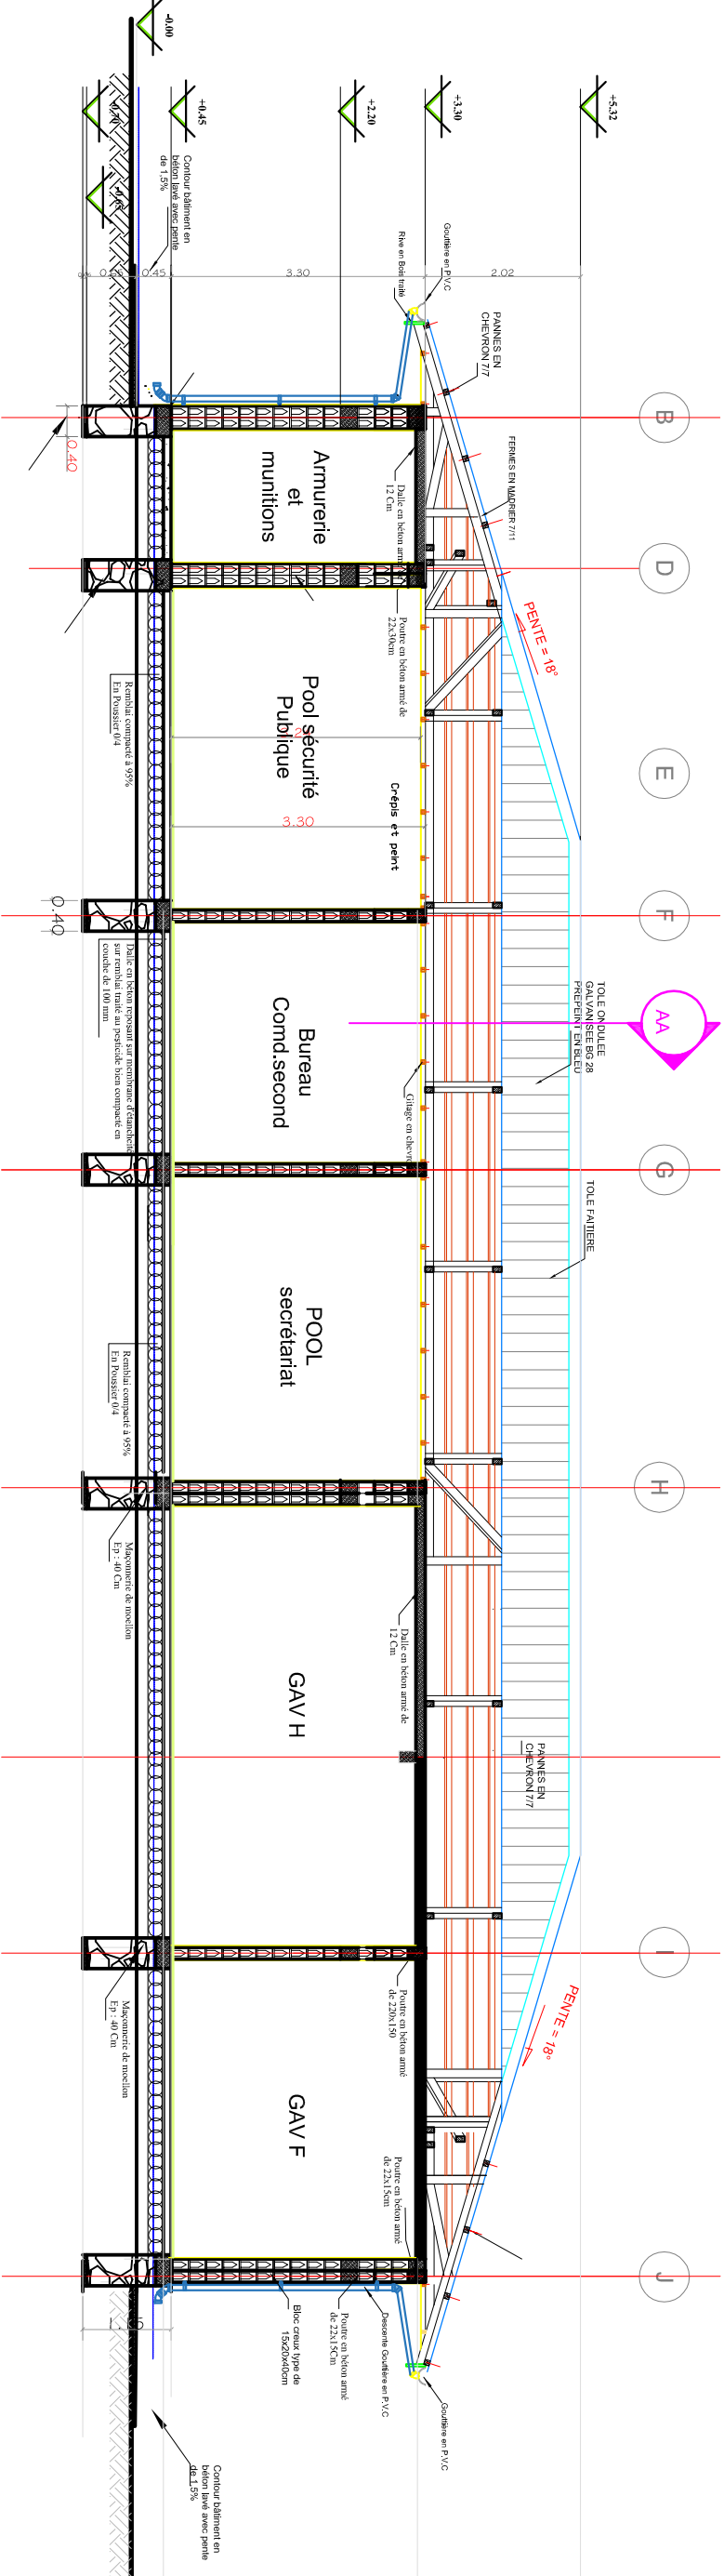 +5.32
+3.30
+2.20
+0.45
-0.00
-0.65
2.02
3.30
0.45
B
D
E
F
AA
G
H
I
J
Gouttière en P.V.C
Rive en Bois traité
PANNES EN
CHEVRON 7/7
FERMES EN MADRIER 7/11
PENTE = 18°
TOLE ONDULEE
GALVANISEE BG 28
PREPEINT EN BLEU
TOLE FAITIERE
PANNES EN
CHEVRON 7/7
PENTE = 18°
Contour bâtiment en
béton lavé avec pente
de 1,5%
Dalle en béton armé de
12 Cm
Poutre en béton armé de
22x30cm
Crépis et peint
Gitage en
Dalle en béton armé de
12 Cm
Poutre en béton armé
de 220x150
Poutre en béton armé
de 22x15cm
Gouttière en P.V.C
Descente Gouttière en P.V.C
Poutre en béton armé
de 22x15Cm
Bloc creux type de
15x20x40cm
Armurerie
et
munitions
Pool sécurité
Publique
3.30
Bureau
Comd.second
POOL
secrétariat
GAV H
GAV F
0.40
Remblai compacté à 95%
En Poussier 0/4
0.40
Dalle en béton reposant sur membrane d'étanchéité
sur remblai traité au pesticide bien compacté en
couche de 100 mm
Remblai compacté à 95%
En Poussier 0/4
Maçonnerie de moellon
Ep : 40 Cm
Maçonnerie de moellon
Ep : 40 Cm
Contour bâtiment en
béton lavé avec pente
de 1,5%